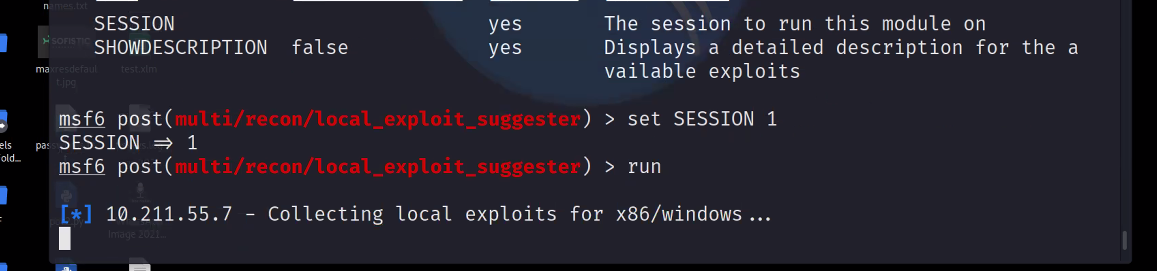 names.txt
SESSION yes The session to run this module on
SHOWDESCRIPTION false yes Displays a detailed description for the a
vailable exploits
SOFISTIC
maxresdefaul
t.jpg
test.xlm
msf6 post(multi/recon/local_exploit_suggester) > set SESSION 1
SESSION => 1
msf6 post(multi/recon/local_exploit_suggester) > run
[*] 10.211.55.7 - Collecting local exploits for x86/windows...
els
old...
Image 2021...